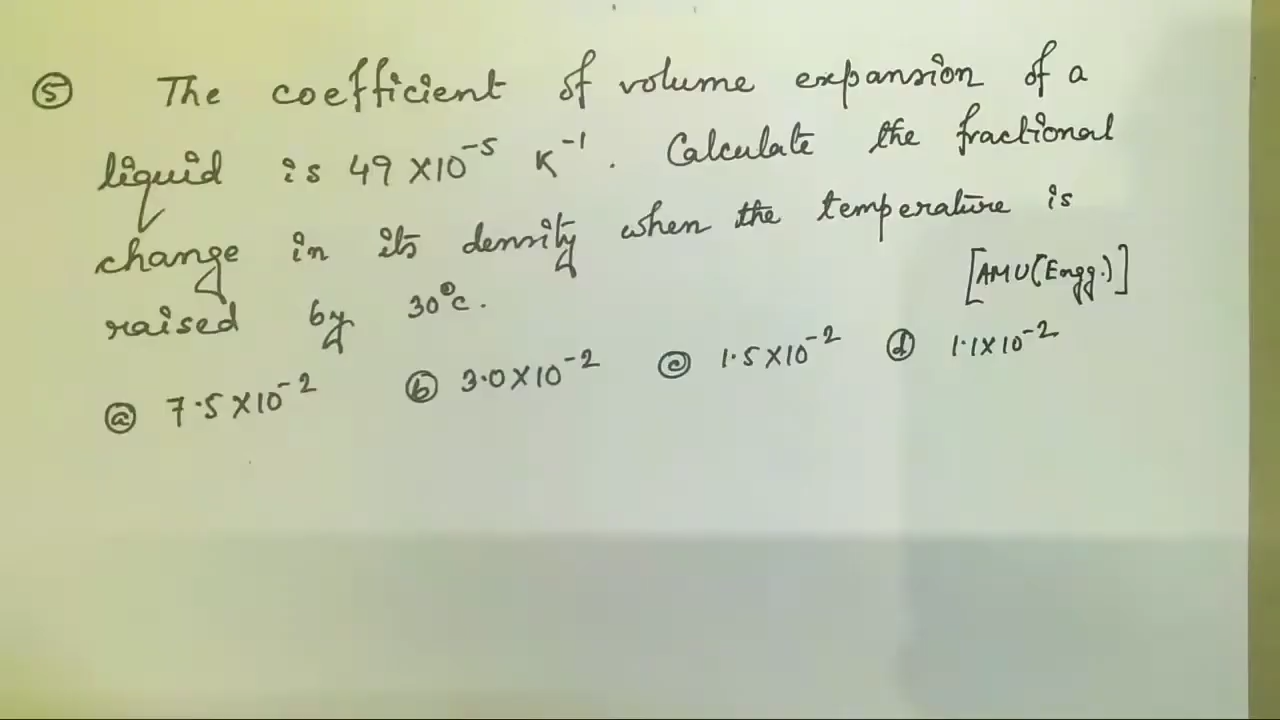 ⑤ The coefficient of volume expansion of a
liquid is 49 ×10⁻⁵ K⁻¹. Calculate the fractional
change in its density when the temperature is
raised by 30°c.
[AMU(Engg.)]
ⓐ 7.5×10⁻² ⓑ 3.0×10⁻² ⓒ 1.5×10⁻² ⓓ 1.1×10⁻²